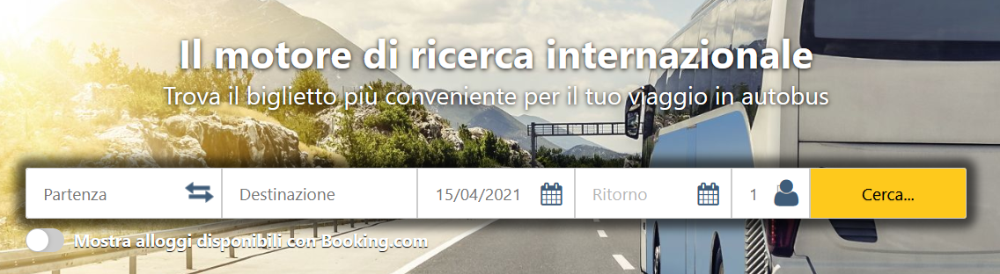 Il motore di ricerca internazionale
Trova il biglietto più conveniente per il tuo viaggio in autobus
Partenza Destinazione 15/04/2021 Ritorno 1 Cerca...
Mostra alloggi disponibili con Booking.com